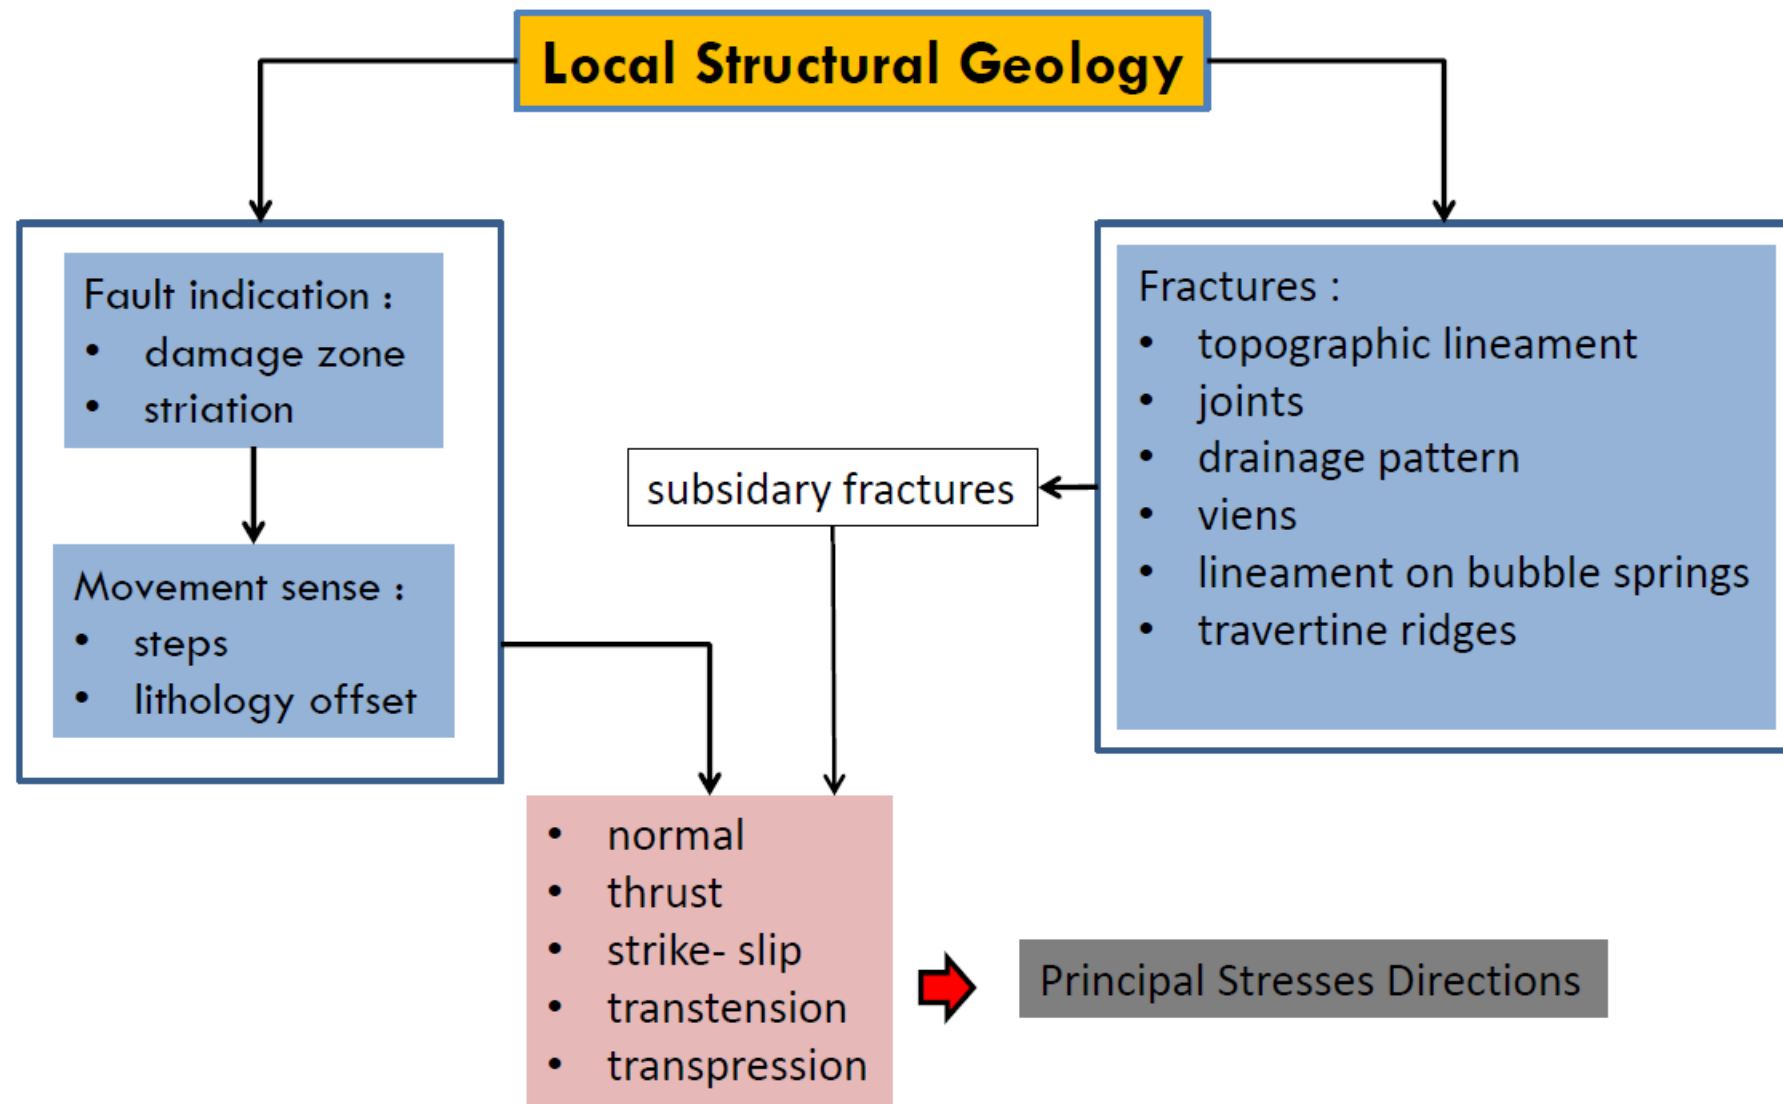 Local Structural Geology
Fault indication :
• damage zone
• striation
Movement sense :
• steps
• lithology offset
subsidary fractures
Fractures :
• topographic lineament
• joints
• drainage pattern
• viens
• lineament on bubble springs
• travertine ridges
• normal
• thrust
• strike- slip
• transtension
• transpression
Principal Stresses Directions